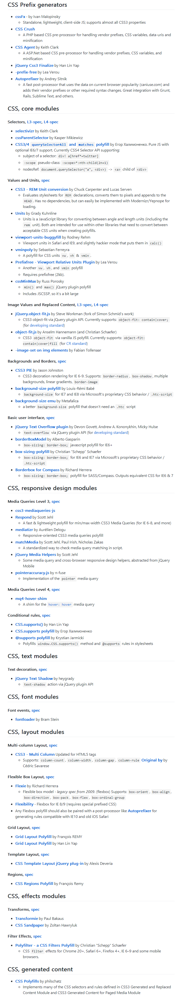 CSS Prefix generators
cssFx - by Ivan Malopinsky
Standalone, lightweight, client-side JS; supports almost all CSS3 properties
CSS Crush
A PHP based CSS pre-processor for handling vendor prefixes, CSS variables, data-uris and
minification
CSS Agent by Keith Clark
A ASP.Net based CSS pre-processor for handling vendor prefixes, CSS variables, and
minification
jQuery Css3 Finalize by Han Lin Yap
-prefix-free by Lea Verou
Autoprefixer by Andrey Sitnik
A fast post-processor that uses the data on current browser popularity (caniuse.com) and
adds their vendor prefixes or other required syntax changes. Great integration with Grunt,
Rails, Sublime Text, and others.
CSS, core modules
Selectors, L3-spec, L4-spec
selectivizr by Keith Clark
cssParentSelector by Kasper Mikiewicz
CSS3/4 querySelectorAll and matches polyfill by Егор Халимоненко. Pure JS with
optional IE6/7 support. Currently CSS4 Selector API supporting:
subject of a selector: div! a[href*=twitter]
:scope pseudo-class: :scope>*:nth-child(2n+1)
nodesRef: document.querySelector("a", <div>) -> <a> child of <div>
Values and Units, spec
CSS3 - REM Unit conversion by Chuck Carpenter and Lucas Serven
Evaluates stylesheets for REM declarations, converts them to pixels and appends to the
HEAD. Has no dependencies, but can easily be implemented with Modernizr/Yepnope for
loading.
Units by Grady Kuhnline
Units is a JavaScript library for converting between angle and length units (including the
rem unit). Both are intended for use within other libraries that need to convert between
acceptable CSS units when creating polyfills.
viewport-units-buggyfill by Rodney Rehm
Viewport units in Safari and IE9, and slightly hackier mode that puts them in calc()
vminpoly by Sebastian Ferreyra
A polyfill for CSS units vw, vh & vmin.
Prefixfree - Viewport Relative Units Plugin by Lea Verou
Another vw, vh, and vmin polyfill
Requires prefixfree (2kb).
cssMinMax by Russ Porosky
min() and max() jQuery plugin polyfill
Includes JSCSSP, so it's a bit large
Image Values and Replaced Content, L3-spec, L4-spec
jQuery.object-fit.js by Steve Workman (fork of Simon Schmid's work)
CSS3 object-fit via jQuery plugin API. Currently supports: object-fit: contain|cover;
(for developing standard)
object-fit.js by Anselm Hannemann (and Christian Schaefer)
CSS3 object-fit via vanilla JS polyfill. Currently supports: object-fit:
contain|cover|fill (for CR standard)
-image-set on img elements by Fabian Tollenaar
Backgrounds and Borders, spec
CSS3 PIE by Jason Johnston
CSS3 decoration rendering for IE 6-9. Supports: border-radius, box-shadow, multiple
backgrounds, linear gradients, border-image
background-size polyfill by Louis-Rémi Babé
background-size for IE7 and IE8 via Microsoft's proprietary CSS behavior / .htc-script
background-size emu by Metafalica
a better background-size polyfill that doesn't need an .htc script
Basic user interface, spec
jQuery Text Overflow plugin by Devon Govett, Andrew A. Kononykhin, Micky Hulse
text-overflow via jQuery plugin API (for developing standard)
borderBoxModel by Alberto Gasparin
box-sizing: border-box; javascript polyfill for IE6+
box-sizing-polyfill by Christian "Schepp" Schaefer
box-sizing: border-box; for IE6 and IE7 via Microsoft's proprietary CSS behavior /
.htc-script
Borderbox for Compass by Richard Herrera
box-sizing: border-box; polyfill for SASS/Compass. Outputs equivalent CSS for IE6 & 7
CSS, responsive design modules
Media Queries Level 3, spec
css3-mediaqueries-js
Respond by Scott Jehl
A fast & lightweight polyfill for min/max-width CSS3 Media Queries (for IE 6-8, and more)
mediatizr by Aurélien Delogu
Responsive-oriented CSS3 media queries polyfill
matchMedia by Scott Jehl, Paul Irish, Nicholas Zakas
A standardized way to check media query matching in script.
jQuery Media Helpers by Scott Jehl
Some media query and cross-browser responsive design helpers, abstracted from jQuery
Mobile
pointeraccuracy.js by n-fuse
Implementation of the pointer media query
Media Queries Level 4, spec
mq4-hover-shim
A shim for the hover: hover media query
Conditional rules, spec
CSS.supports() by Han Lin Yap
CSS.supports polyfill by Егор Халимоненко
@supports polyfill by Krystian Jarmicki
Polyfills window.CSS.supports() method and @supports rules in stylesheets
CSS, text modules
Text decoration, spec
jQuery Text Shadow by heygrady
text-shadow action via jQuery plugin API
CSS, font modules
Font events, spec
fontloader by Bram Stein
CSS, layout modules
Multi-column Layout, spec
CSS3 - Multi Column Updated for HTML5 tags
Supports: column-count, column-width, column-gap, column-rule Original by by
Cédric Savarese
Flexible Box Layout, spec
Flexie by Richard Herrera
Flexible box model - legacy spec from 2009. (flexbox) Supports: box-orient, box-align,
box-direction, box-pack, box-flex, box-ordinal-group
Flexibility - Flexbox for IE 8/9 (requires special prefixed CSS)
Any Flexbox polyfill should also be paired with a post-processor like Autoprefixer for
generating rules compatible with IE10 and old iOS Safari
Grid Layout, spec
Grid Layout Polyfill by François REMY
Grid Layout Polyfill by Han Lin Yap
Template Layout, spec
CSS Template Layout jQuery plug-in by Alexis Deveria
Regions, spec
CSS Regions Polyfill by François Remy
CSS, effects modules
Transforms, spec
Transformie by Paul Bakaus
CSS Sandpaper by Zoltan Hawryluk
Filter Effects, spec
Polyfilter - a CSS Filters Polyfill by Christian "Schepp" Schaefer
CSS filter effects for Chrome 20+, Safari 6+, Firefox 4+, IE 6–9 and some mobile
browsers.
CSS, generated content
CSS Polyfills by philschatz
Implements many of the CSS selectors and rules defined in CSS3 Generated and Replaced
Content Module and CSS3 Generated Content for Paged Media Module